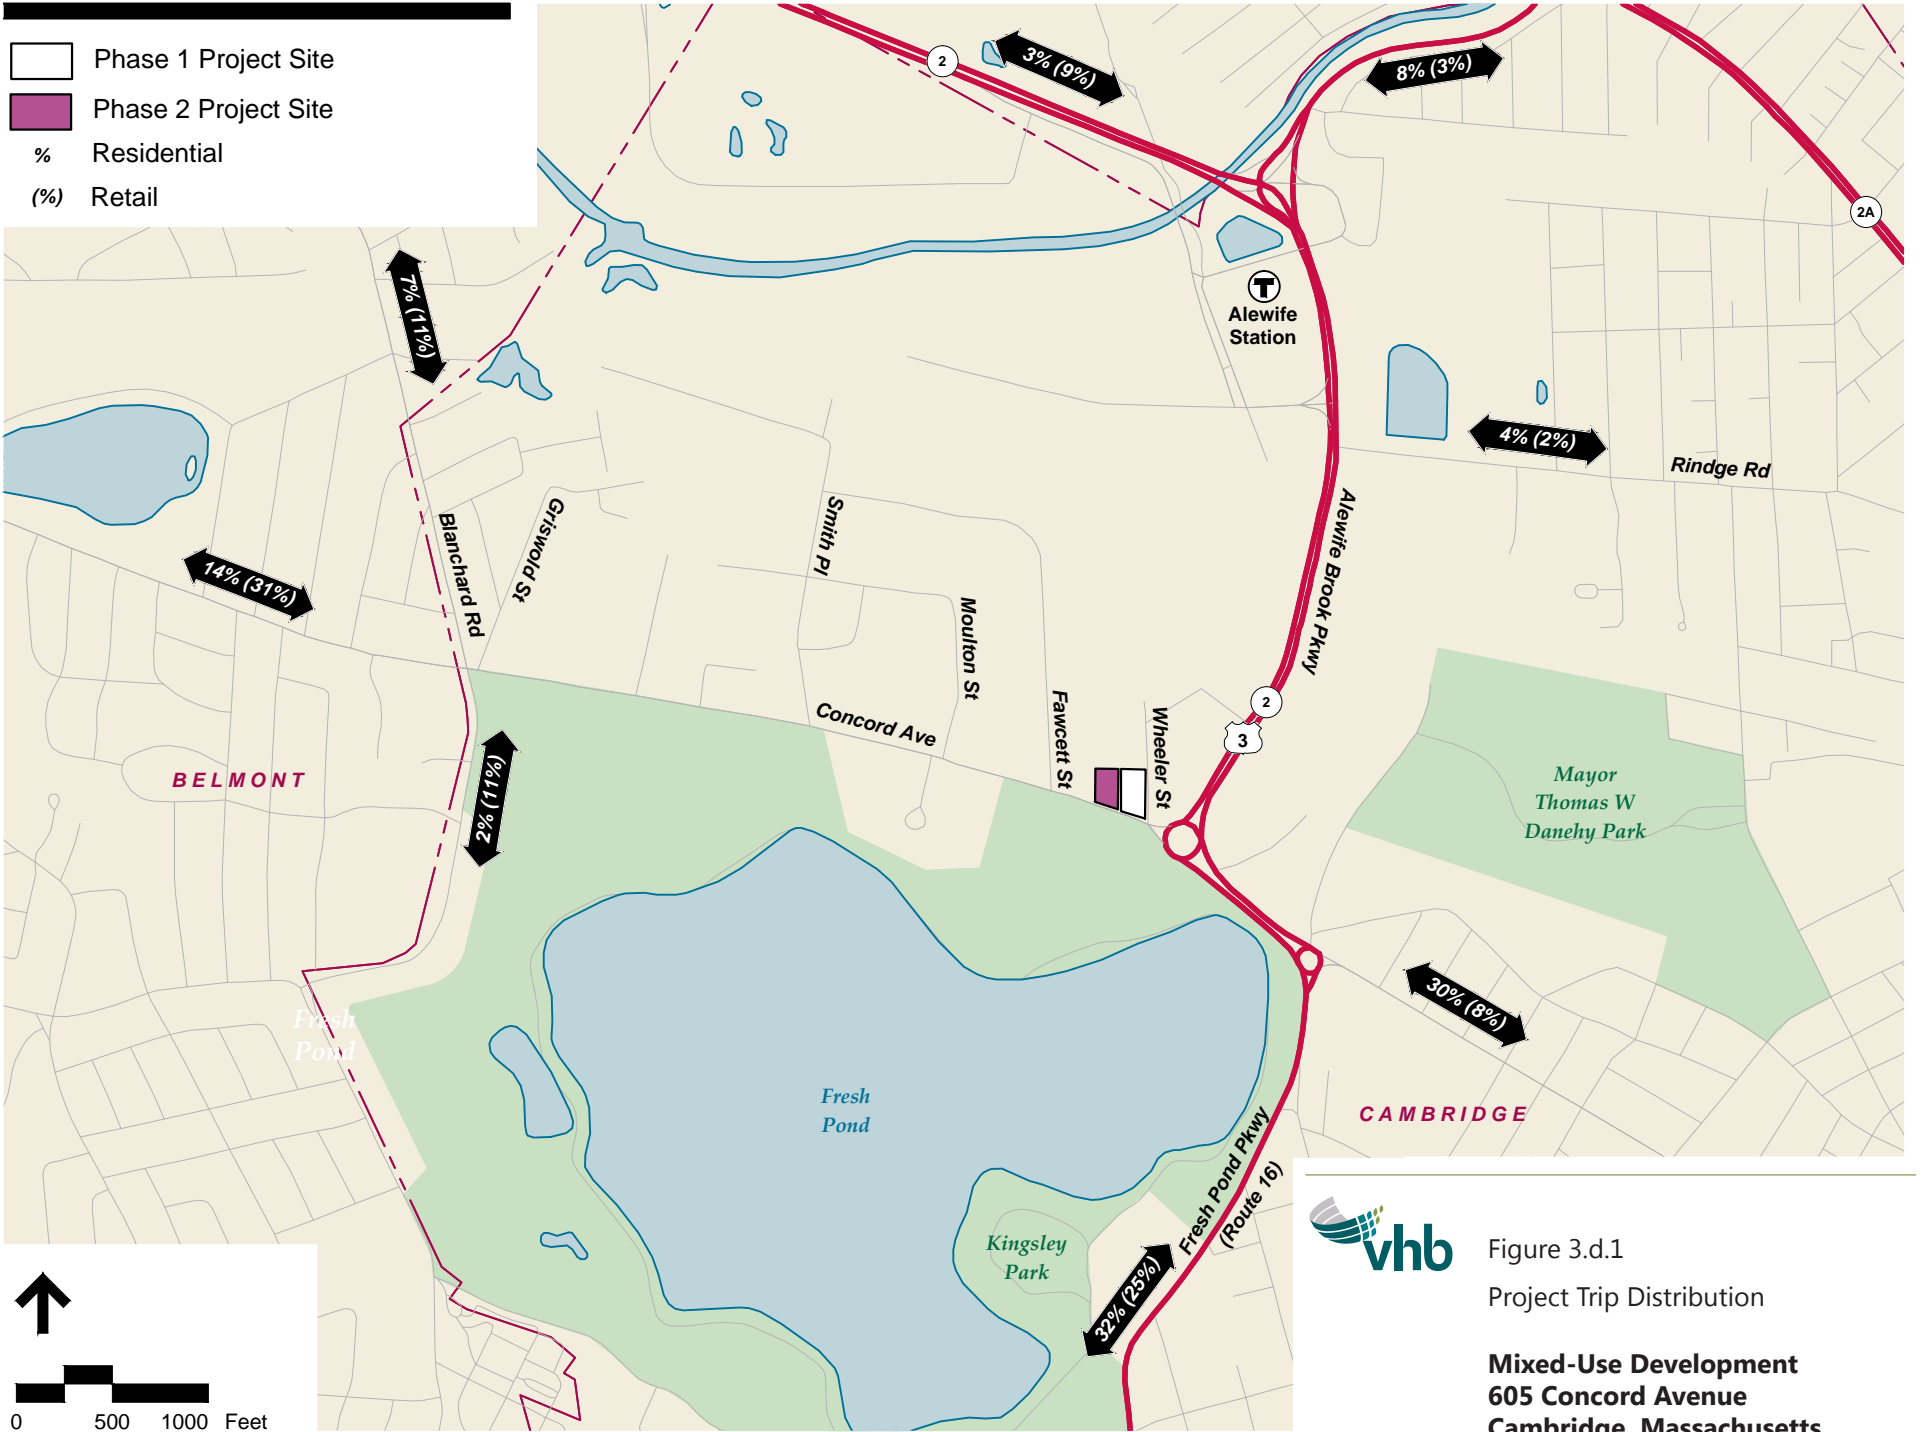 Phase 1 Project Site
Phase 2 Project Site
% Residential
(%) Retail
2
3% (9%)
8% (3%)
2A
7% (11%)
T
Alewife
Station
4% (2%)
Rindge Rd
14% (31%)
Blanchard Rd
Griswold St
Smith Pl
Moulton St
Alewife Brook Pkwy
Concord Ave
Fawcett St
Wheeler St
2
3
BELMONT
2% (11%)
Mayor
Thomas W
Danehy Park
30% (8%)
Fresh
Pond
Fresh
Pond
CAMBRIDGE
Fresh Pond Pkwy
(Route 16)
Kingsley
Park
32% (25%)
0 500 1000 Feet
vhb
Figure 3.d.1
Project Trip Distribution
Mixed-Use Development
605 Concord Avenue
Cambridge, Massachusetts